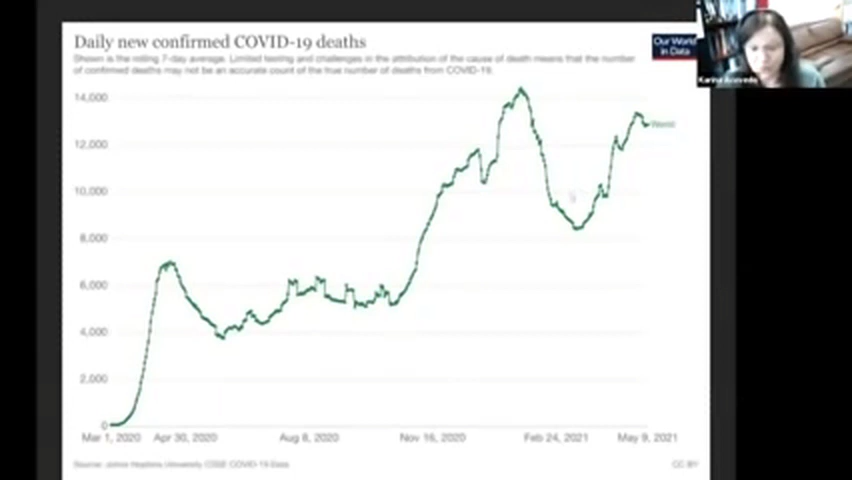 Daily new confirmed COVID-19 deaths
Shown is the rolling 7-day average. Limited testing and challenges in the attribution of the cause of death means that the number
of confirmed deaths may not be an accurate count of the true number of deaths from COVID-19.
Our World
in Data
Karina Acevedo
14,000
World
12,000
10,000
8,000
6,000
4,000
2,000
0
Mar 1, 2020 Apr 30, 2020 Aug 8, 2020 Nov 16, 2020 Feb 24, 2021 May 9, 2021
Source: Johns Hopkins University CSSE COVID-19 Data
CC BY